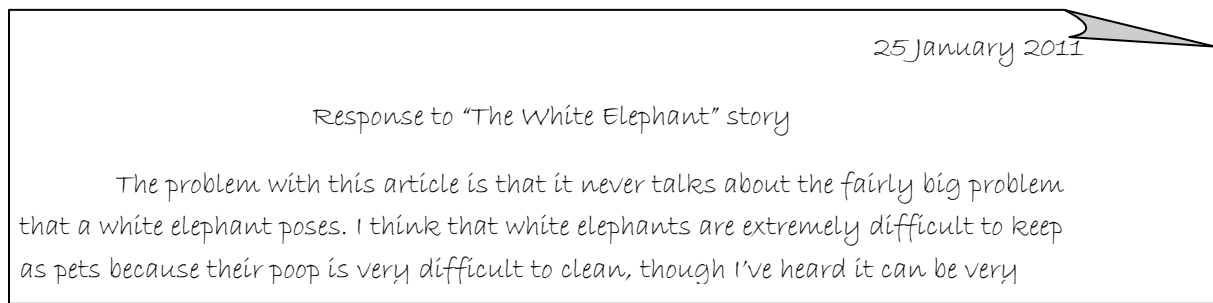 25 January 2011
Response to “The White Elephant” story
The problem with this article is that it never talks about the fairly big problem
that a white elephant poses. I think that white elephants are extremely difficult to keep
as pets because their poop is very difficult to clean, though I’ve heard it can be very